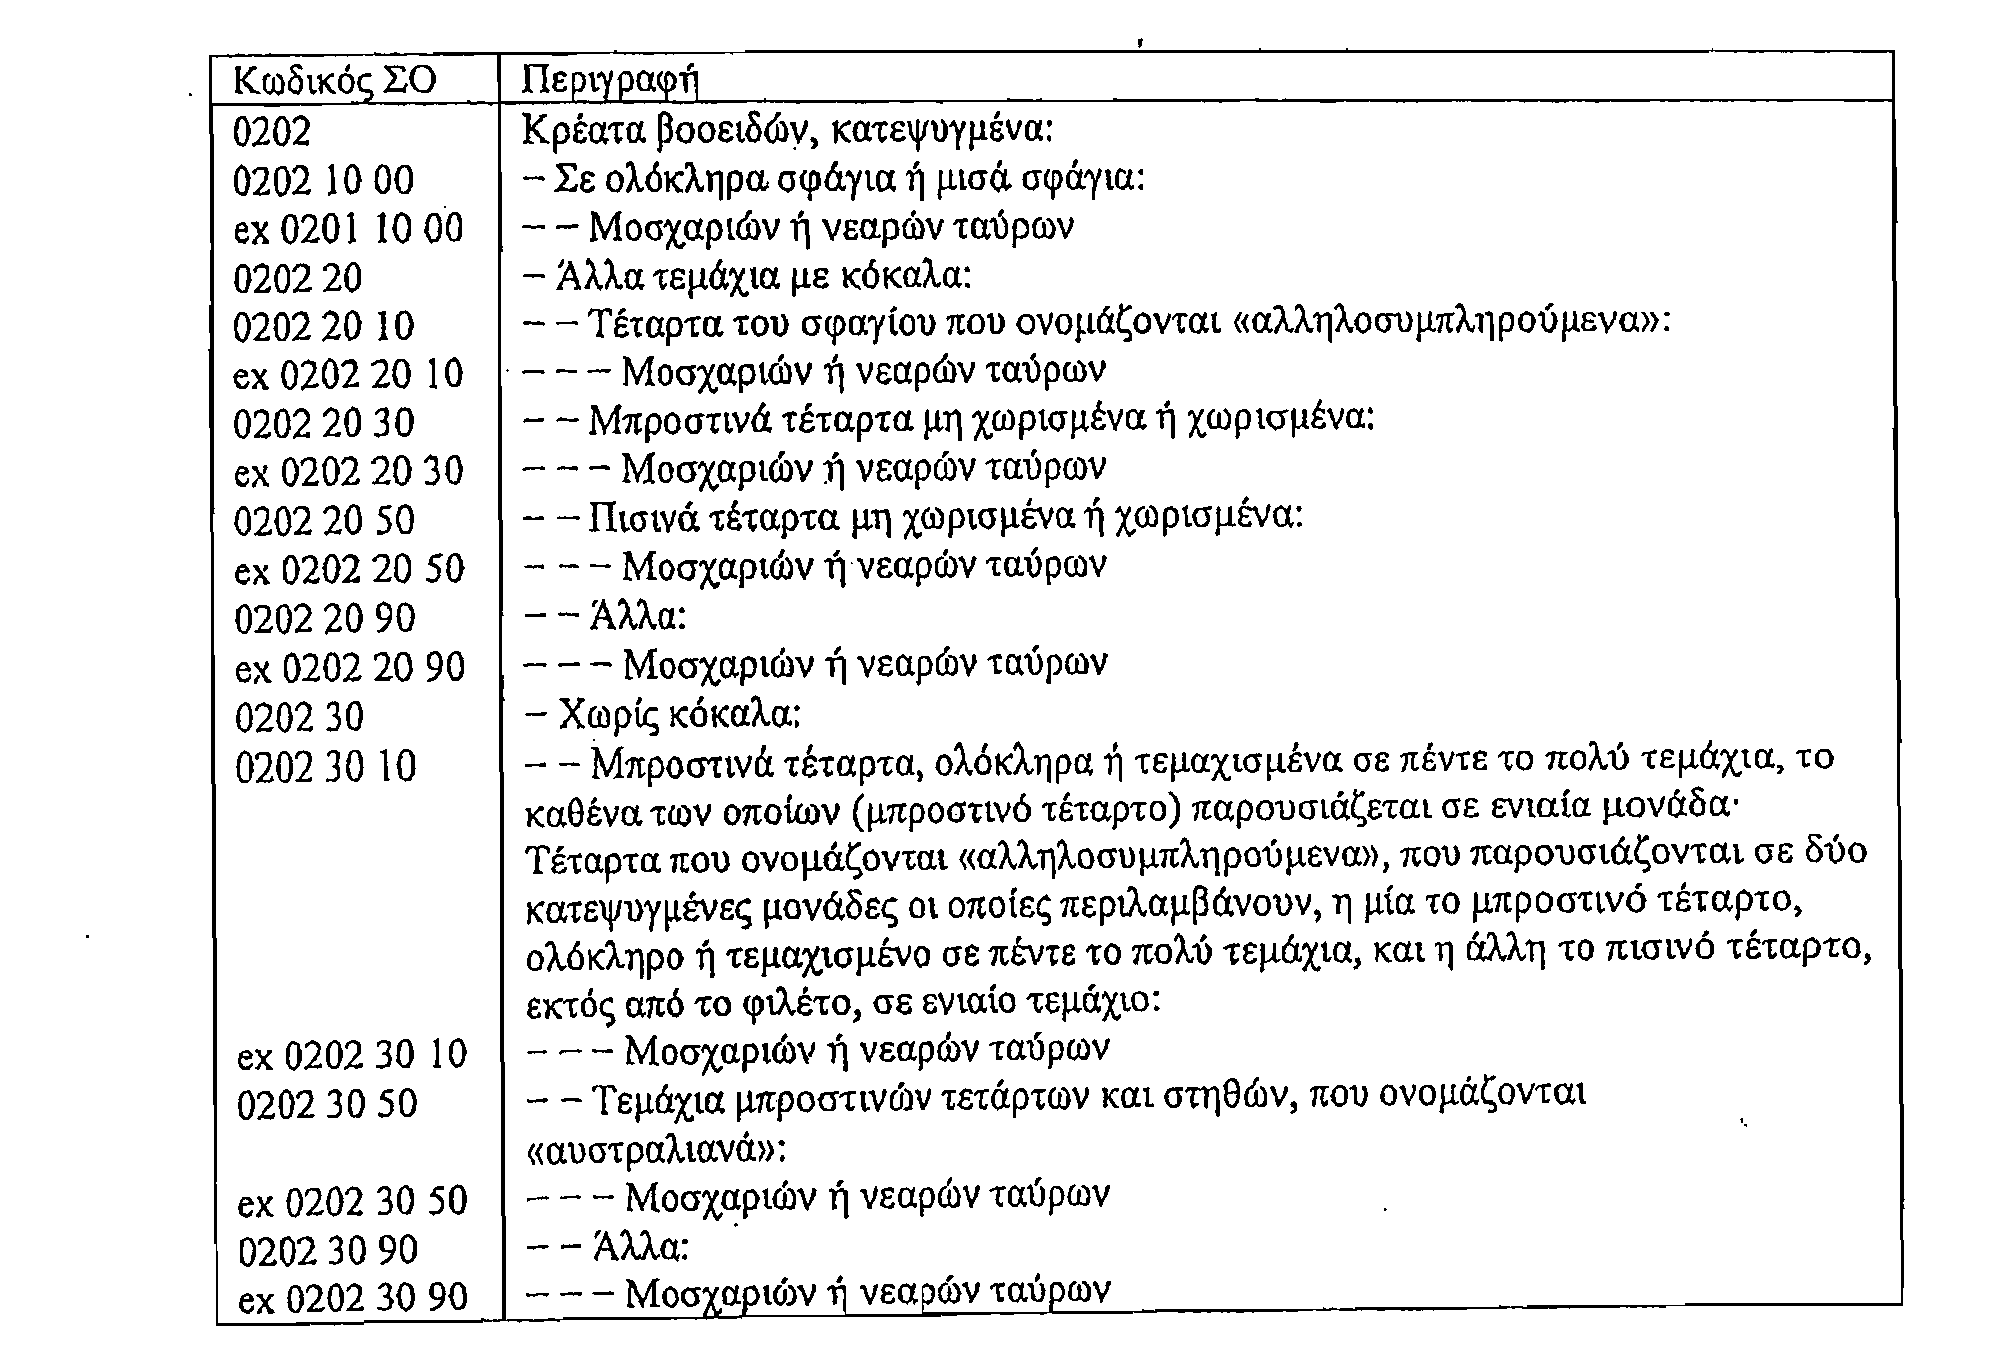 Κωδικός ΣΟ Περιγραφή
0202 Κρέατα βοοειδών, κατεψυγμένα:
0202 10 00 – Σε ολόκληρα σφάγια ή μισά σφάγια:
ex 0201 10 00 – – Μοσχαριών ή νεαρών ταύρων
0202 20 – Άλλα τεμάχια με κόκαλα:
0202 20 10 – – Τέταρτα του σφαγίου που ονομάζονται «αλληλοσυμπληρούμενα»:
ex 0202 20 10 – – – Μοσχαριών ή νεαρών ταύρων
0202 20 30 – – Μπροστινά τέταρτα μη χωρισμένα ή χωρισμένα:
ex 0202 20 30 – – – Μοσχαριών ή νεαρών ταύρων
0202 20 50 – – Πισινά τέταρτα μη χωρισμένα ή χωρισμένα:
ex 0202 20 50 – – – Μοσχαριών ή νεαρών ταύρων
0202 20 90 – – Άλλα:
ex 0202 20 90 – – – Μοσχαριών ή νεαρών ταύρων
0202 30 – Χωρίς κόκαλα:
0202 30 10 – – Μπροστινά τέταρτα, ολόκληρα ή τεμαχισμένα σε πέντε το πολύ τεμάχια, το
καθένα των οποίων (μπροστινό τέταρτο) παρουσιάζεται σε ενιαία μονάδα·
Τέταρτα που ονομάζονται «αλληλοσυμπληρούμενα», που παρουσιάζονται σε δύο
κατεψυγμένες μονάδες οι οποίες περιλαμβάνουν, η μία το μπροστινό τέταρτο,
ολόκληρο ή τεμαχισμένο σε πέντε το πολύ τεμάχια, και η άλλη το πισινό τέταρτο,
εκτός από το φιλέτο, σε ενιαίο τεμάχιο:
ex 0202 30 10 – – – Μοσχαριών ή νεαρών ταύρων
0202 30 50 – – Τεμάχια μπροστινών τετάρτων και στηθών, που ονομάζονται
«αυστραλιανά»:
ex 0202 30 50 – – – Μοσχαριών ή νεαρών ταύρων
0202 30 90 – – Άλλα:
ex 0202 30 90 – – – Μοσχαριών ή νεαρών ταύρων